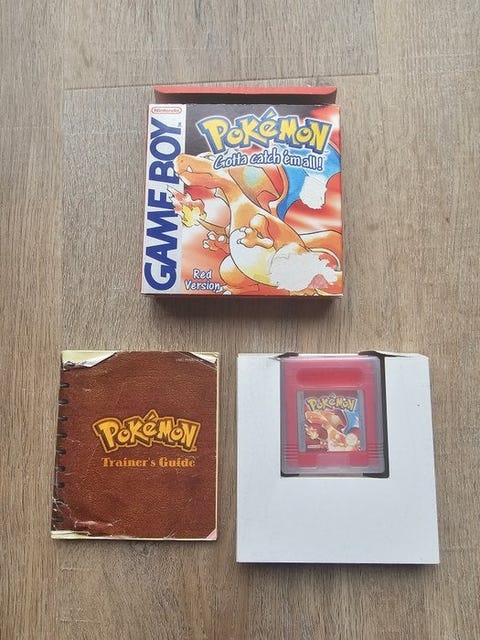 Nintendo
GAME BOY
POKéMON
Gotta catch 'em all!
Red
Version
POKéMON
Trainer's Guide
POKéMON